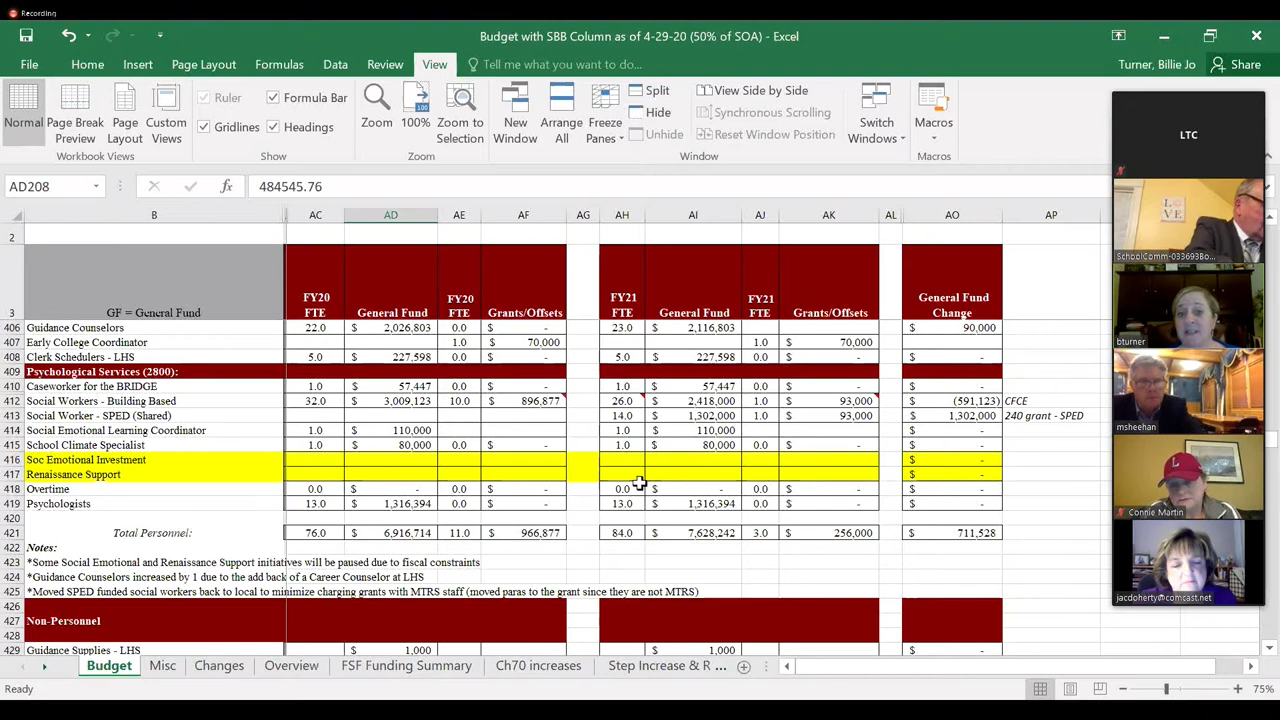 Recording
Budget with SBB Column as of 4-29-20 (50% of SOA) - Excel
File Home Insert Page Layout Formulas Data Review View Tell me what you want to do... Turner, Billie Jo Share
Normal Page Break Preview Page Layout Custom Views Workbook Views
Ruler Formula Bar Gridlines Headings Show
Zoom 100% Zoom to Selection Zoom
New Window Arrange All Freeze Panes Split Hide Unhide View Side by Side Synchronous Scrolling Reset Window Position Switch Windows Window
Macros Macros
AD208 fx 484545.76
B AC AD AE AF AG AH AI AJ AK AL AO AP
2
3 GF = General Fund FY20 FTE General Fund FY20 FTE Grants/Offsets FY21 FTE General Fund FY21 FTE Grants/Offsets General Fund Change
406 Guidance Counselors 22.0 $ 2,026,803 0.0 $ - 23.0 $ 2,116,803 $ 90,000
407 Early College Coordinator 1.0 $ 70,000 1.0 $ 70,000
408 Clerk Schedulers - LHS 5.0 $ 227,598 0.0 $ - 5.0 $ 227,598 0.0 $ - $ -
409 Psychological Services (2800):
410 Caseworker for the BRIDGE 1.0 $ 57,447 0.0 $ - 1.0 $ 57,447 0.0 $ - $ -
412 Social Workers - Building Based 32.0 $ 3,009,123 10.0 $ 896,877 26.0 $ 2,418,000 1.0 $ 93,000 $ (591,123) CFCE
413 Social Worker - SPED (Shared) 14.0 $ 1,302,000 1.0 $ 93,000 $ 1,302,000 240 grant - SPED
414 Social Emotional Learning Coordinator 1.0 $ 110,000 1.0 $ 110,000 $ -
415 School Climate Specialist 1.0 $ 80,000 0.0 $ - 1.0 $ 80,000 0.0 $ - $ -
416 Soc Emotional Investment $ -
417 Renaissance Support $ -
418 Overtime 0.0 $ - 0.0 $ - 0.0 $ - 0.0 $ - $ -
419 Psychologists 13.0 $ 1,316,394 0.0 $ - 13.0 $ 1,316,394 0.0 $ - $ -
420
421 Total Personnel: 76.0 $ 6,916,714 11.0 $ 966,877 84.0 $ 7,628,242 3.0 $ 256,000 $ 711,528
422 Notes:
423 *Some Social Emotional and Renaissance Support initiatives will be paused due to fiscal constraints
424 *Guidance Counselors increased by 1 due to the add back of a Career Counselor at LHS
425 *Moved SPED funded social workers back to local to minimize charging grants with MTRS staff (moved paras to the grant since they are not MTRS)
426
427 Non-Personnel
428
429 Guidance Supplies - LHS $ 1,000 $ 1,000 $ -
Budget Misc Changes Overview FSF Funding Summary Ch70 increases Step Increase & R ...
Ready 75%
LTC
LOVE
SchoolComm-033693Bo...
bturner
msheehan
L
Connie Martin
jacdoherty@comcast.net